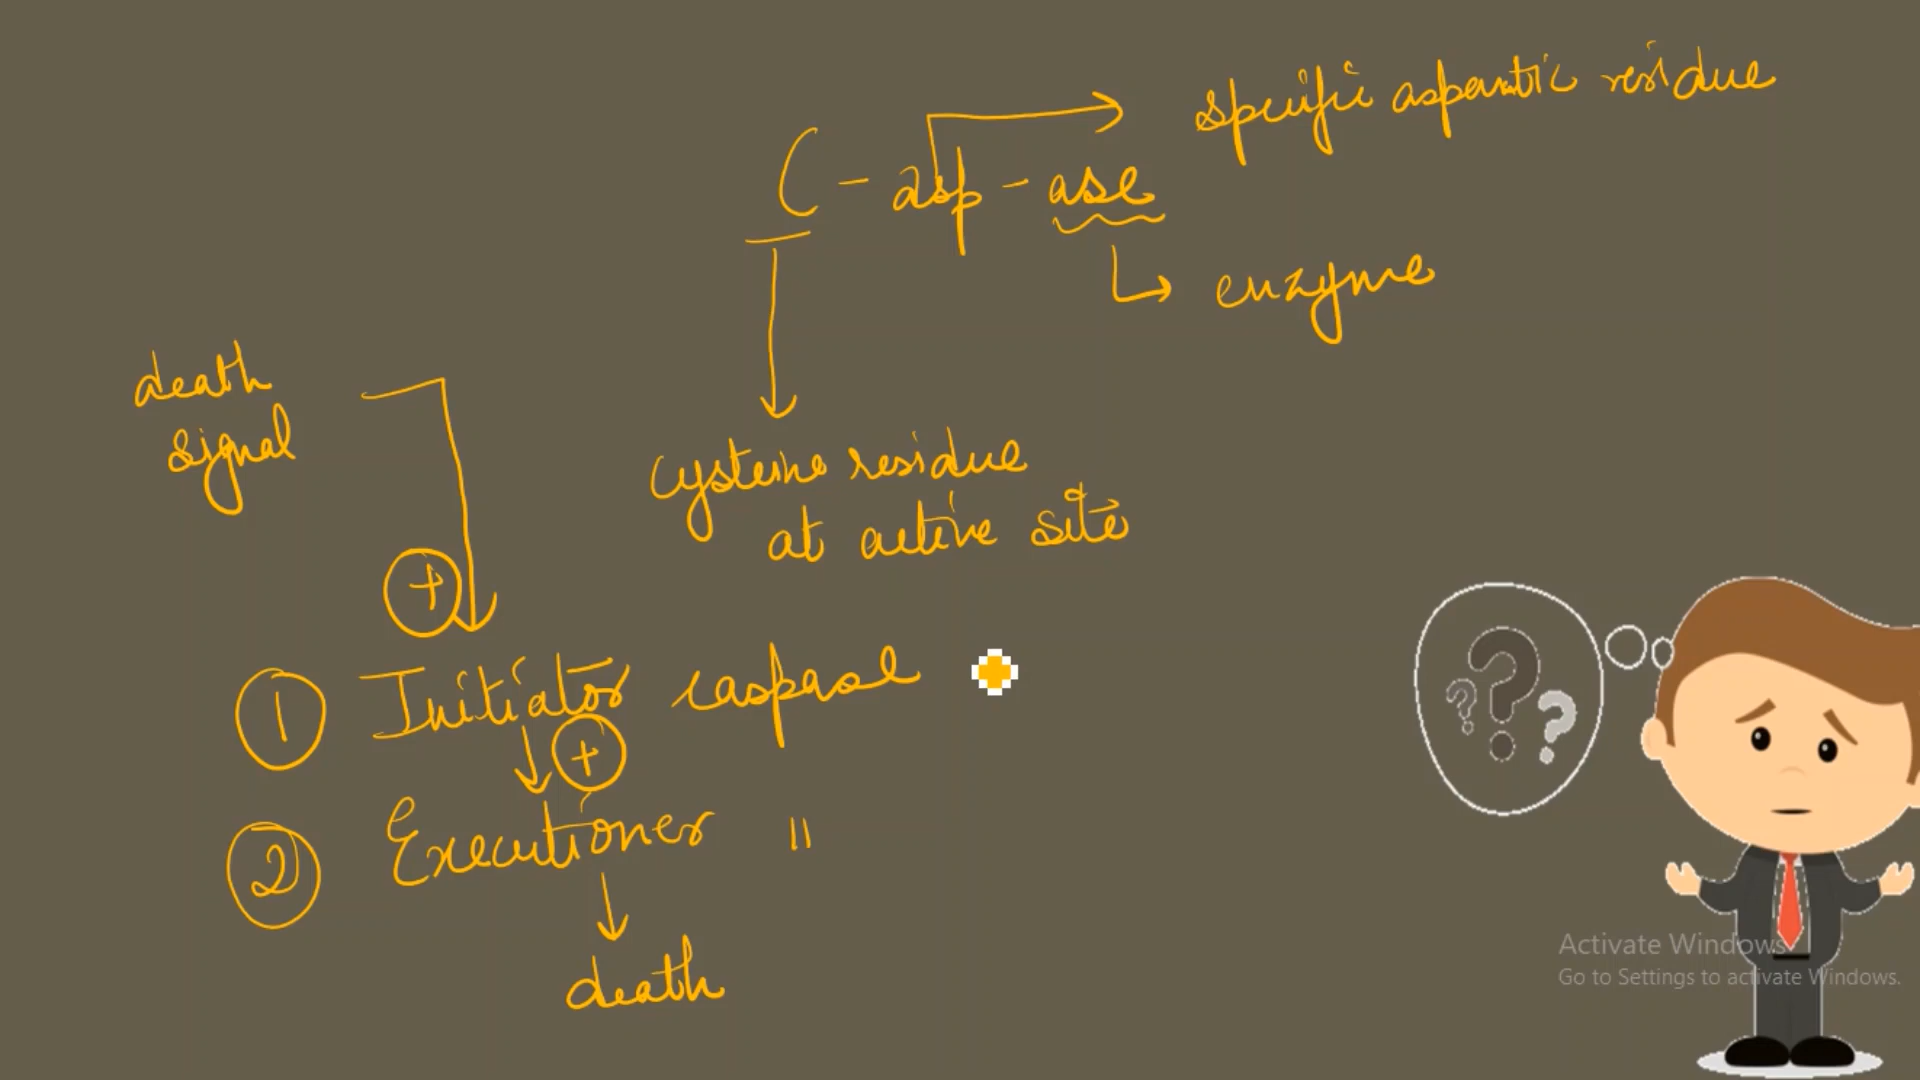 specific aspartic residue
C - asp - ase
enzyme
death
signal
cysteine residue
at active site
+
1 Initiator caspase
+
2 Executioner "
death
? ? ?
Activate Windows
Go to Settings to activate Windows.